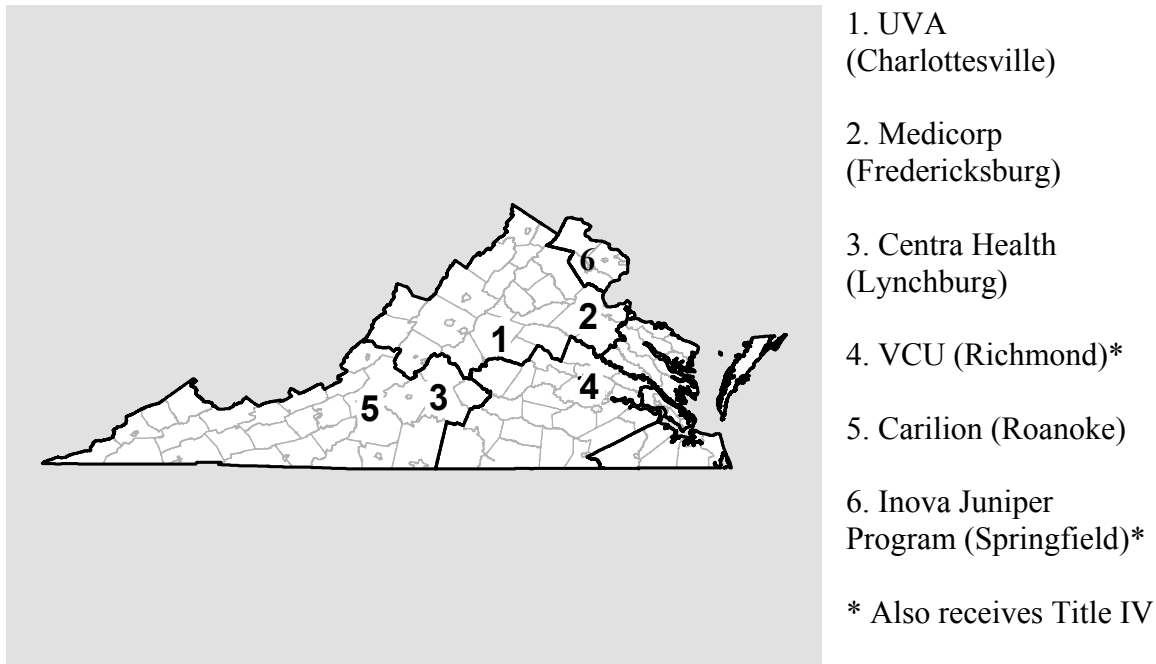 1. UVA
(Charlottesville)
2. Medicorp
(Fredericksburg)
3. Centra Health
(Lynchburg)
4. VCU (Richmond)*
5. Carilion (Roanoke)
6. Inova Juniper
Program (Springfield)*
* Also receives Title IV
6
2
1
4
3
5